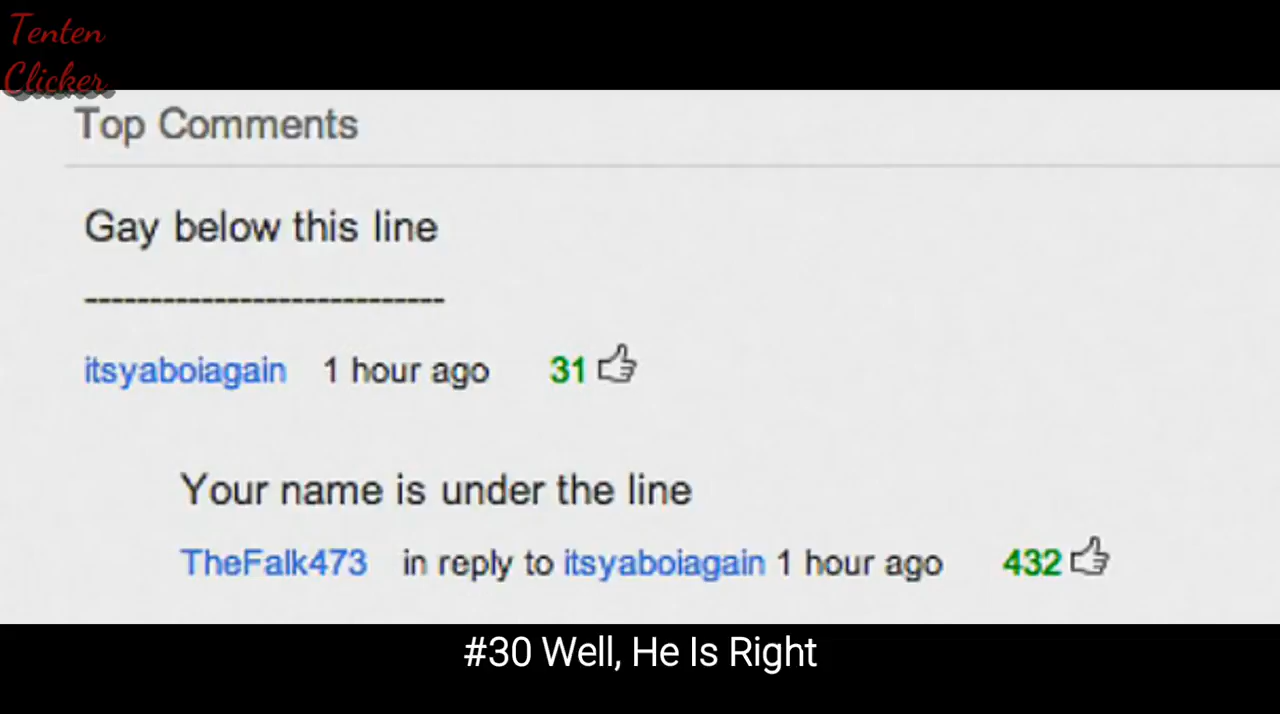 Tenten
Clicker
Top Comments
Gay below this line
----------------------------
itsyaboiagain 1 hour ago 31
Your name is under the line
TheFalk473 in reply to itsyaboiagain 1 hour ago 432
#30 Well, He Is Right